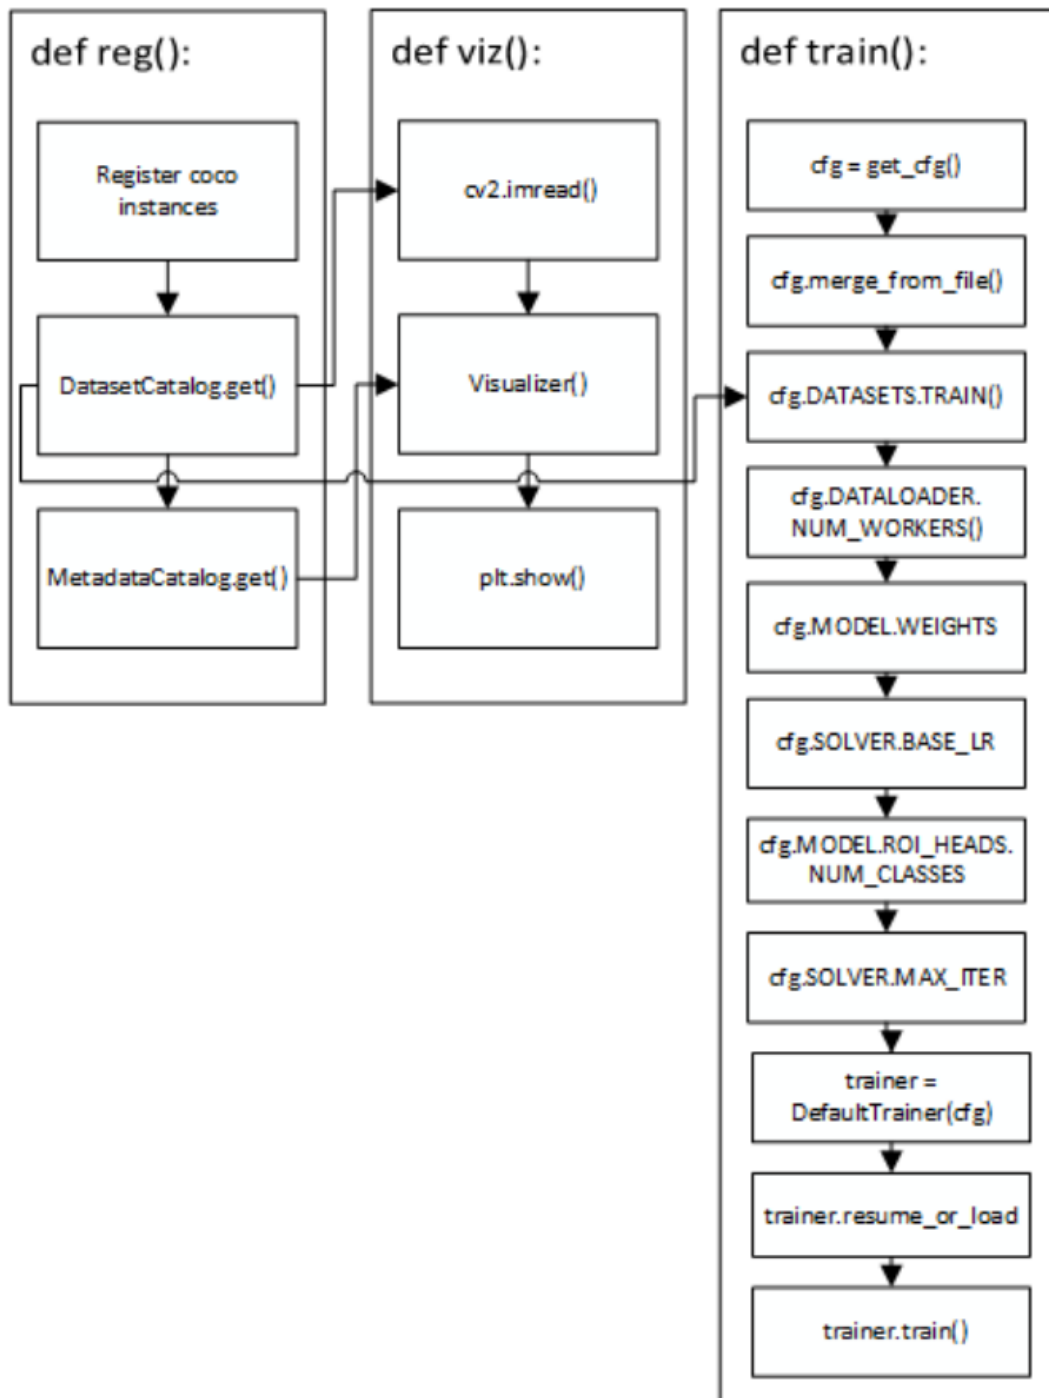 def reg():
Register coco
instances
DatasetCatalog.get()
MetadataCatalog.get()
def viz():
cv2.imread()
Visualizer()
plt.show()
def train():
cfg = get_cfg()
cfg.merge_from_file()
cfg.DATASETS.TRAIN()
cfg.DATALOADER.
NUM_WORKERS()
cfg.MODEL.WEIGHTS
cfg.SOLVER.BASE_LR
cfg.MODEL.ROI_HEADS.
NUM_CLASSES
cfg.SOLVER.MAX_ITER
trainer =
DefaultTrainer(cfg)
trainer.resume_or_load
trainer.train()